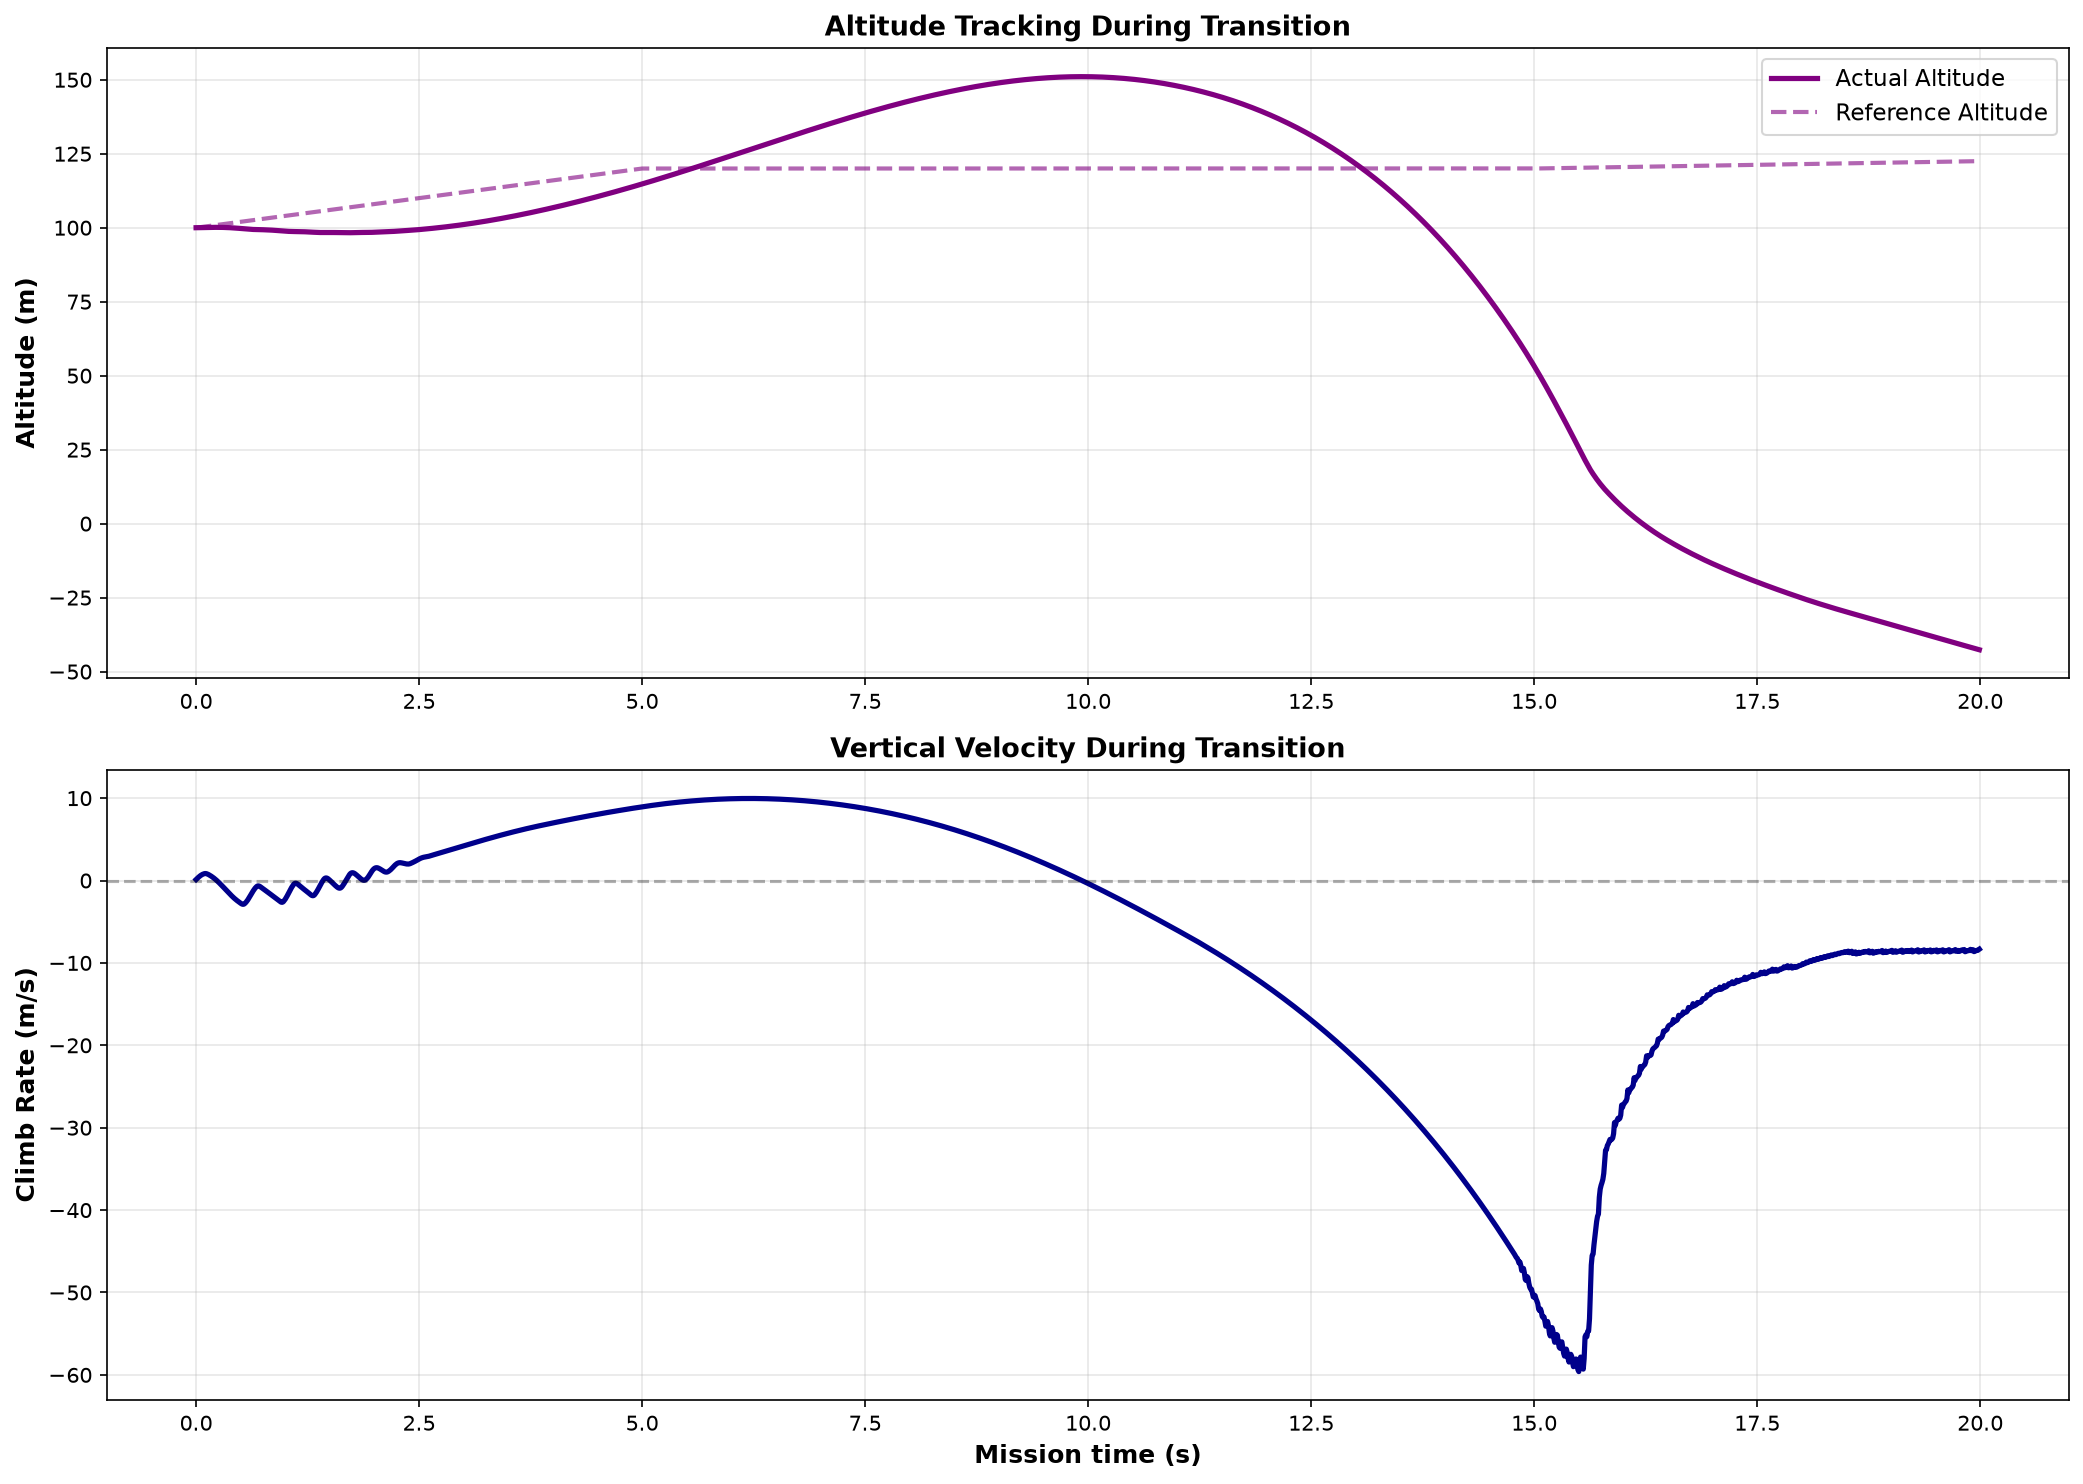 Altitude Tracking During Transition
Altitude (m)
150
125
100
75
50
25
0
−25
−50
Actual Altitude
Reference Altitude
0.0 2.5 5.0 7.5 10.0 12.5 15.0 17.5 20.0
Vertical Velocity During Transition
Climb Rate (m/s)
10
0
−10
−20
−30
−40
−50
−60
0.0 2.5 5.0 7.5 10.0 12.5 15.0 17.5 20.0
Mission time (s)